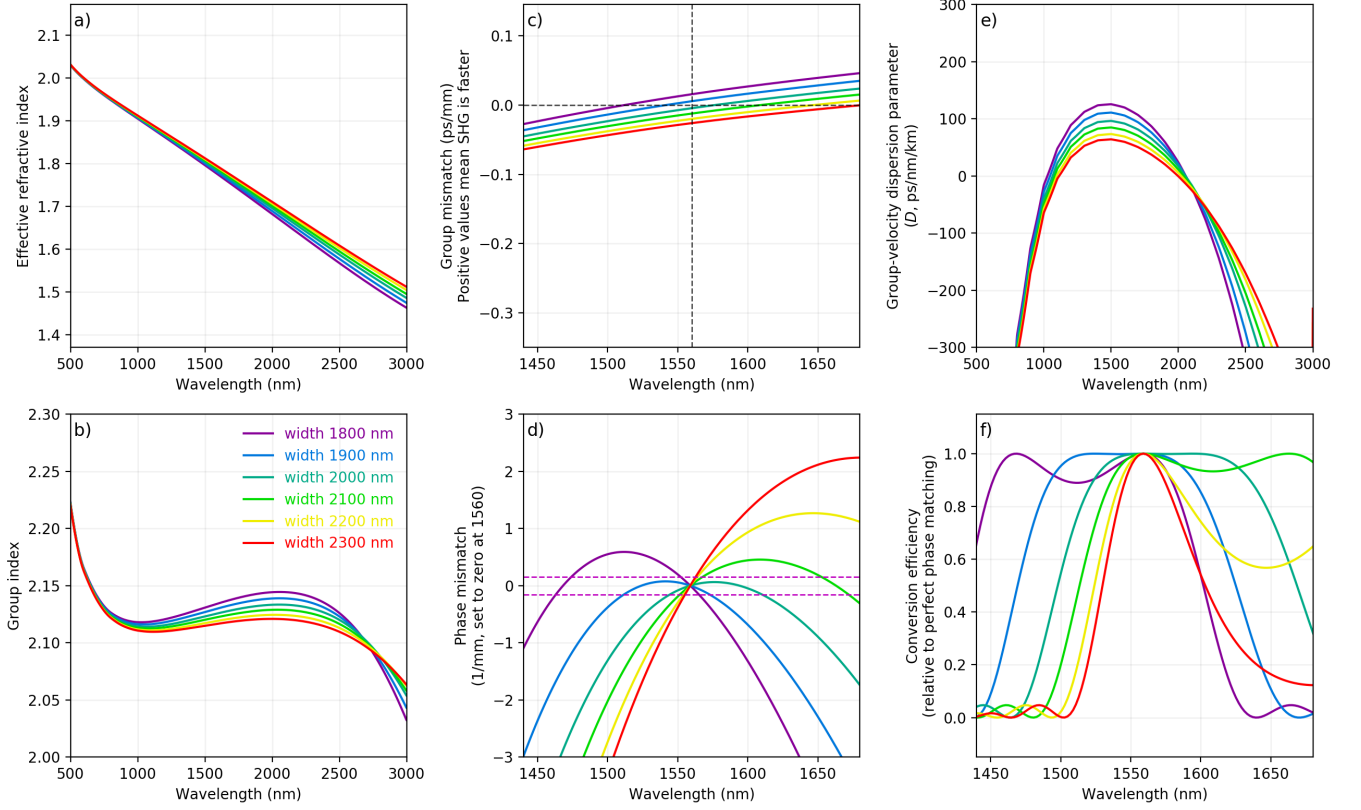 a)
2.1
2.0
1.9
1.8
1.7
1.6
1.5
1.4
Effective refractive index
500 1000 1500 2000 2500 3000
Wavelength (nm)
c)
0.1
0.0
−0.1
−0.2
−0.3
Group mismatch (ps/mm)
Positive values mean SHG is faster
1450 1500 1550 1600 1650
Wavelength (nm)
e)
300
200
100
0
−100
−200
−300
Group-velocity dispersion parameter
(D, ps/nm/km)
500 1000 1500 2000 2500 3000
Wavelength (nm)
b)
2.30
2.25
2.20
2.15
2.10
2.05
2.00
Group index
width 1800 nm
width 1900 nm
width 2000 nm
width 2100 nm
width 2200 nm
width 2300 nm
500 1000 1500 2000 2500 3000
Wavelength (nm)
d)
3
2
1
0
−1
−2
−3
Phase mismatch
(1/mm, set to zero at 1560)
1450 1500 1550 1600 1650
Wavelength (nm)
f)
1.0
0.8
0.6
0.4
0.2
0.0
Conversion efficiency
(relative to perfect phase matching)
1450 1500 1550 1600 1650
Wavelength (nm)